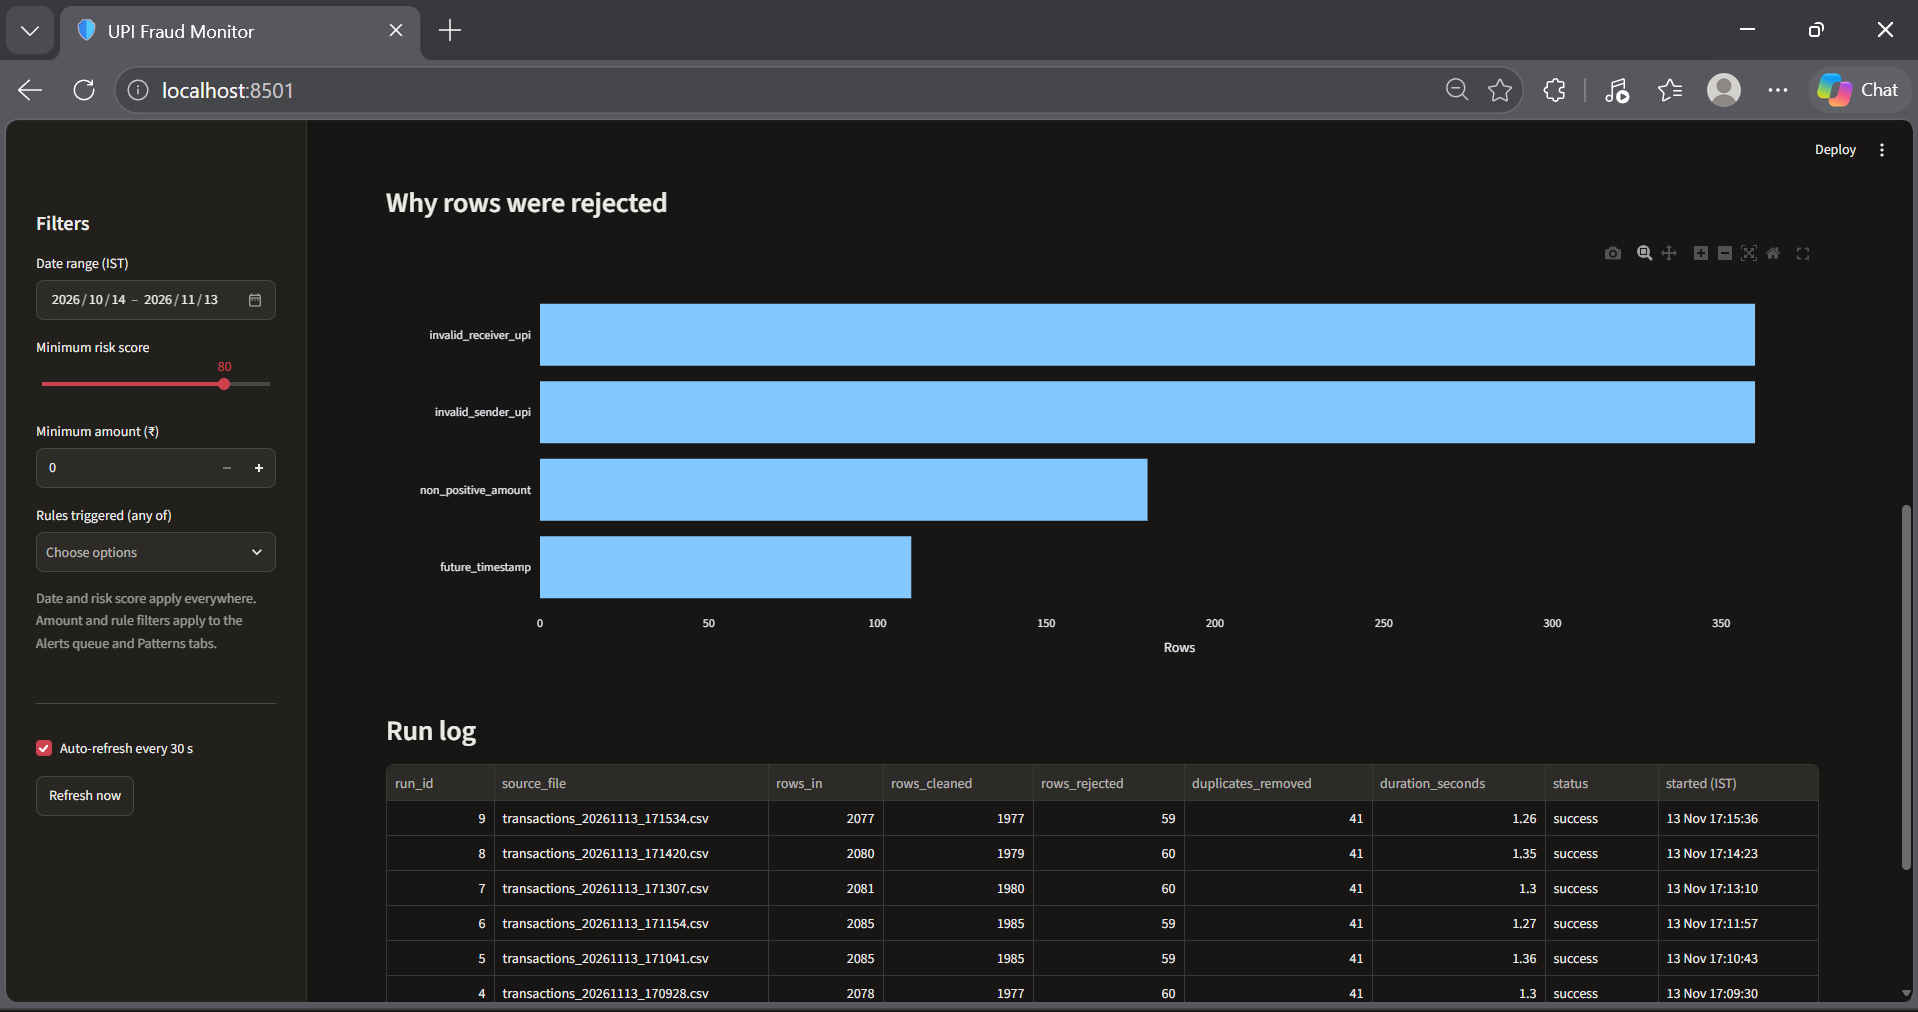 UPI Fraud Monitor
localhost:8501
Chat
Deploy
Filters
Date range (IST)
2026/10/14 – 2026/11/13
Minimum risk score
80
Minimum amount (₹)
0
Rules triggered (any of)
Choose options
Date and risk score apply everywhere.
Amount and rule filters apply to the
Alerts queue and Patterns tabs.
Auto-refresh every 30 s
Refresh now
Why rows were rejected
invalid_receiver_upi
invalid_sender_upi
non_positive_amount
future_timestamp
0 50 100 150 200 250 300 350
Rows
Run log
run_id source_file rows_in rows_cleaned rows_rejected duplicates_removed duration_seconds status started (IST)
9 transactions_20261113_171534.csv 2077 1977 59 41 1.26 success 13 Nov 17:15:36
8 transactions_20261113_171420.csv 2080 1979 60 41 1.35 success 13 Nov 17:14:23
7 transactions_20261113_171307.csv 2081 1980 60 41 1.3 success 13 Nov 17:13:10
6 transactions_20261113_171154.csv 2085 1985 59 41 1.27 success 13 Nov 17:11:57
5 transactions_20261113_171041.csv 2085 1985 59 41 1.36 success 13 Nov 17:10:43
4 transactions_20261113_170928.csv 2078 1977 60 41 1.3 success 13 Nov 17:09:30